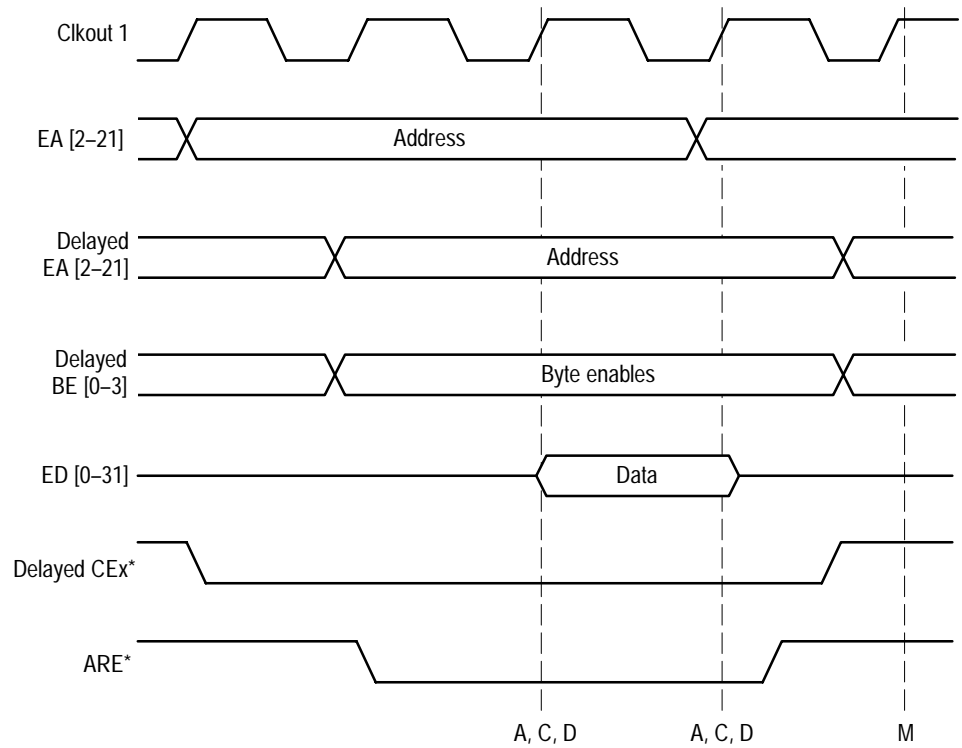 Clkout 1
EA [2–21]
Address
Delayed
EA [2–21]
Address
Delayed
BE [0–3]
Byte enables
ED [0–31]
Data
Delayed CEx*
ARE*
A, C, D
A, C, D
M